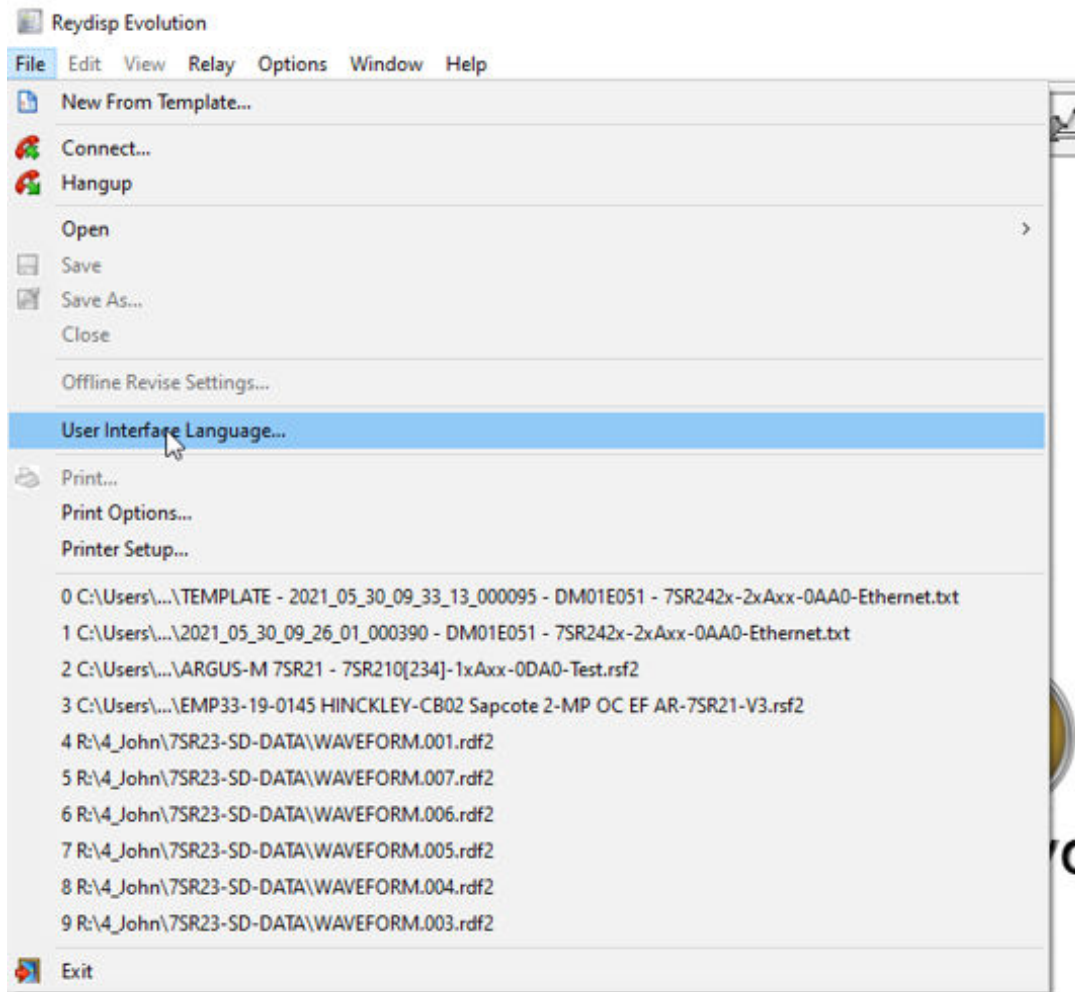 Reydisp Evolution
File Edit View Relay Options Window Help
New From Template...
Connect...
Hangup
Open
Save
Save As...
Close
Offline Revise Settings...
User Interface Language...
Print...
Print Options...
Printer Setup...
0 C:\Users\...\TEMPLATE - 2021_05_30_09_33_13_000095 - DM01E051 - 7SR242x-2xAxx-0AA0-Ethernet.txt
1 C:\Users\...\2021_05_30_09_26_01_000390 - DM01E051 - 7SR242x-2xAxx-0AA0-Ethernet.txt
2 C:\Users\...\ARGUS-M 7SR21 - 7SR210[234]-1xAxx-0DA0-Test.rsf2
3 C:\Users\...\EMP33-19-0145 HINCKLEY-CB02 Sapcote 2-MP OC EF AR-7SR21-V3.rsf2
4 R:\4_John\7SR23-SD-DATA\WAVEFORM.001.rdf2
5 R:\4_John\7SR23-SD-DATA\WAVEFORM.007.rdf2
6 R:\4_John\7SR23-SD-DATA\WAVEFORM.006.rdf2
7 R:\4_John\7SR23-SD-DATA\WAVEFORM.005.rdf2
8 R:\4_John\7SR23-SD-DATA\WAVEFORM.004.rdf2
9 R:\4_John\7SR23-SD-DATA\WAVEFORM.003.rdf2
Exit